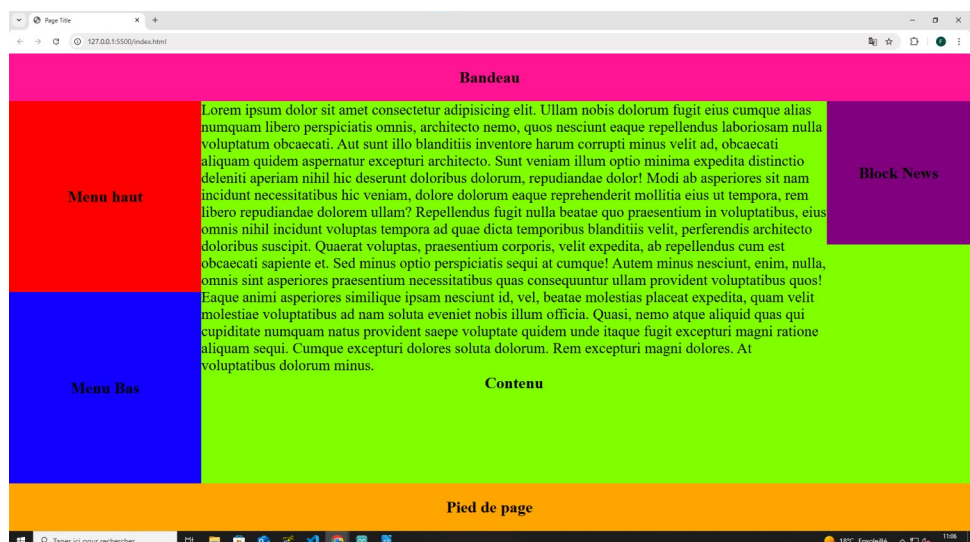 Page Title
127.0.0.1:5500/index.html
Bandeau
Menu haut
Menu Bas
Lorem ipsum dolor sit amet consectetur adipisicing elit. Ullam nobis dolorum fugit eius cumque alias
numquam libero perspiciatis omnis, architecto nemo, quos nesciunt eaque repellendus laboriosam nulla
voluptatum obcaecati. Aut sunt illo blanditiis inventore harum corrupti minus velit ad, obcaecati
aliquam quidem aspernatur excepturi architecto. Sunt veniam illum optio minima expedita distinctio
deleniti aperiam nihil hic deserunt doloribus dolorum, repudiandae dolor! Modi ab asperiores sit nam
incidunt necessitatibus hic veniam, dolore dolorum eaque reprehenderit mollitia eius ut tempora, rem
libero repudiandae dolorem ullam? Repellendus fugit nulla beatae quo praesentium in voluptatibus, eius
omnis nihil incidunt voluptas tempora ad quae dicta temporibus blanditiis velit, perferendis architecto
doloribus suscipit. Quaerat voluptas, praesentium corporis, velit expedita, ab repellendus cum est
obcaecati sapiente et. Sed minus optio perspiciatis sequi at cumque! Autem minus nesciunt, enim, nulla,
omnis sint asperiores praesentium necessitatibus quas consequuntur ullam provident voluptatibus quos!
Eaque animi asperiores similique ipsam nesciunt id, vel, beatae molestias placeat expedita, quam velit
molestiae voluptatibus ad nam soluta eveniet nobis illum officia. Quasi, nemo atque aliquid quas qui
cupiditate numquam natus provident saepe voluptate quidem unde itaque fugit excepturi magni ratione
aliquam sequi. Cumque excepturi dolores soluta dolorum. Rem excepturi magni dolores. At
voluptatibus dolorum minus.
Contenu
Block News
Pied de page
Taper ici pour rechercher
18°C Ensoleillé
11:06